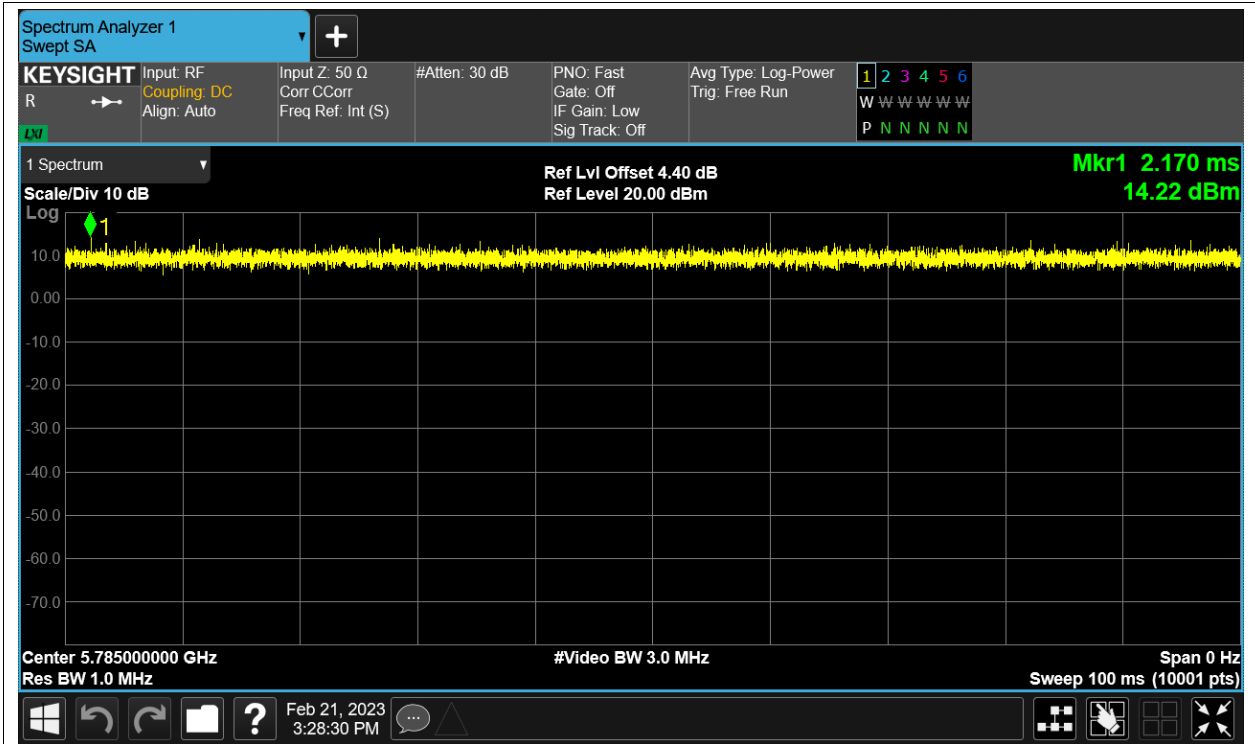 Spectrum Analyzer 1
Swept SA
KEYSIGHT
R
LXI
Input: RF
Coupling: DC
Align: Auto
Input Z: 50 Ω
Corr CCorr
Freq Ref: Int (S)
#Atten: 30 dB
PNO: Fast
Gate: Off
IF Gain: Low
Sig Track: Off
Avg Type: Log-Power
Trig: Free Run
1 2 3 4 5 6
W W W W W W
P N N N N N
1 Spectrum
Scale/Div 10 dB
Ref Lvl Offset 4.40 dB
Ref Level 20.00 dBm
Mkr1 2.170 ms
14.22 dBm
Log
1
10.0
0.00
-10.0
-20.0
-30.0
-40.0
-50.0
-60.0
-70.0
Center 5.785000000 GHz
Res BW 1.0 MHz
#Video BW 3.0 MHz
Span 0 Hz
Sweep 100 ms (10001 pts)
?
Feb 21, 2023
3:28:30 PM